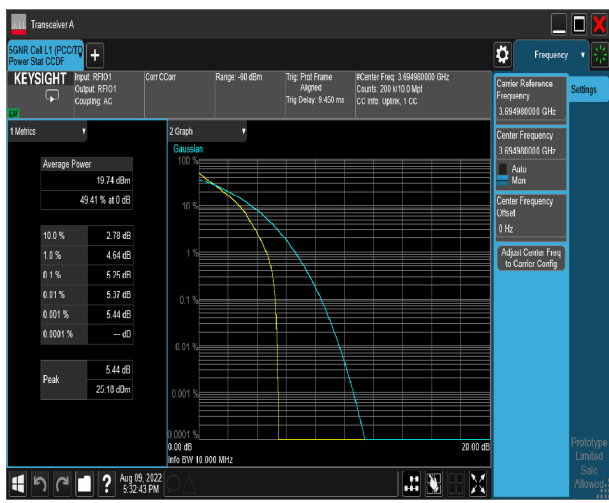 Transceiver A
5GNR Cell L1 (PCC/TD
Power Stat CCDF
Frequency
KEYSIGHT
Input: RFIO1
Output: RFIO1
Coupling: AC
Corr CCorr
Range: -60 dBm
Trig: Prot Frame
Aligned
Trig Delay: 9.450 ms
#Center Freq: 3.694980000 GHz
Counts: 200 k/10.0 Mpt
CC Info: Uplink, 1 CC
Carrier Reference
Frequency
3.694980000 GHz
Settings
1 Metrics
2 Graph
Center Frequency
3.694980000 GHz
Auto
Man
Gaussian
100 %
Average Power
19.74 dBm
49.41 % at 0 dB
Center Frequency
Offset
0 Hz
10 %
10.0 % 2.78 dB
1.0 % 4.64 dB
0.1 % 5.25 dB
0.01 % 5.37 dB
0.001 % 5.44 dB
0.0001 % --- dB
Adjust Center Freq
to Carrier Config
1 %
0.1 %
0.01 %
Peak
5.44 dB
25.18 dBm
0.001 %
0.0001 %
0.00 dB
20.00 dB
Info BW 10.000 MHz
Prototype
Limited
Sale
Allowed
?
Aug 09, 2022
5:32:43 PM